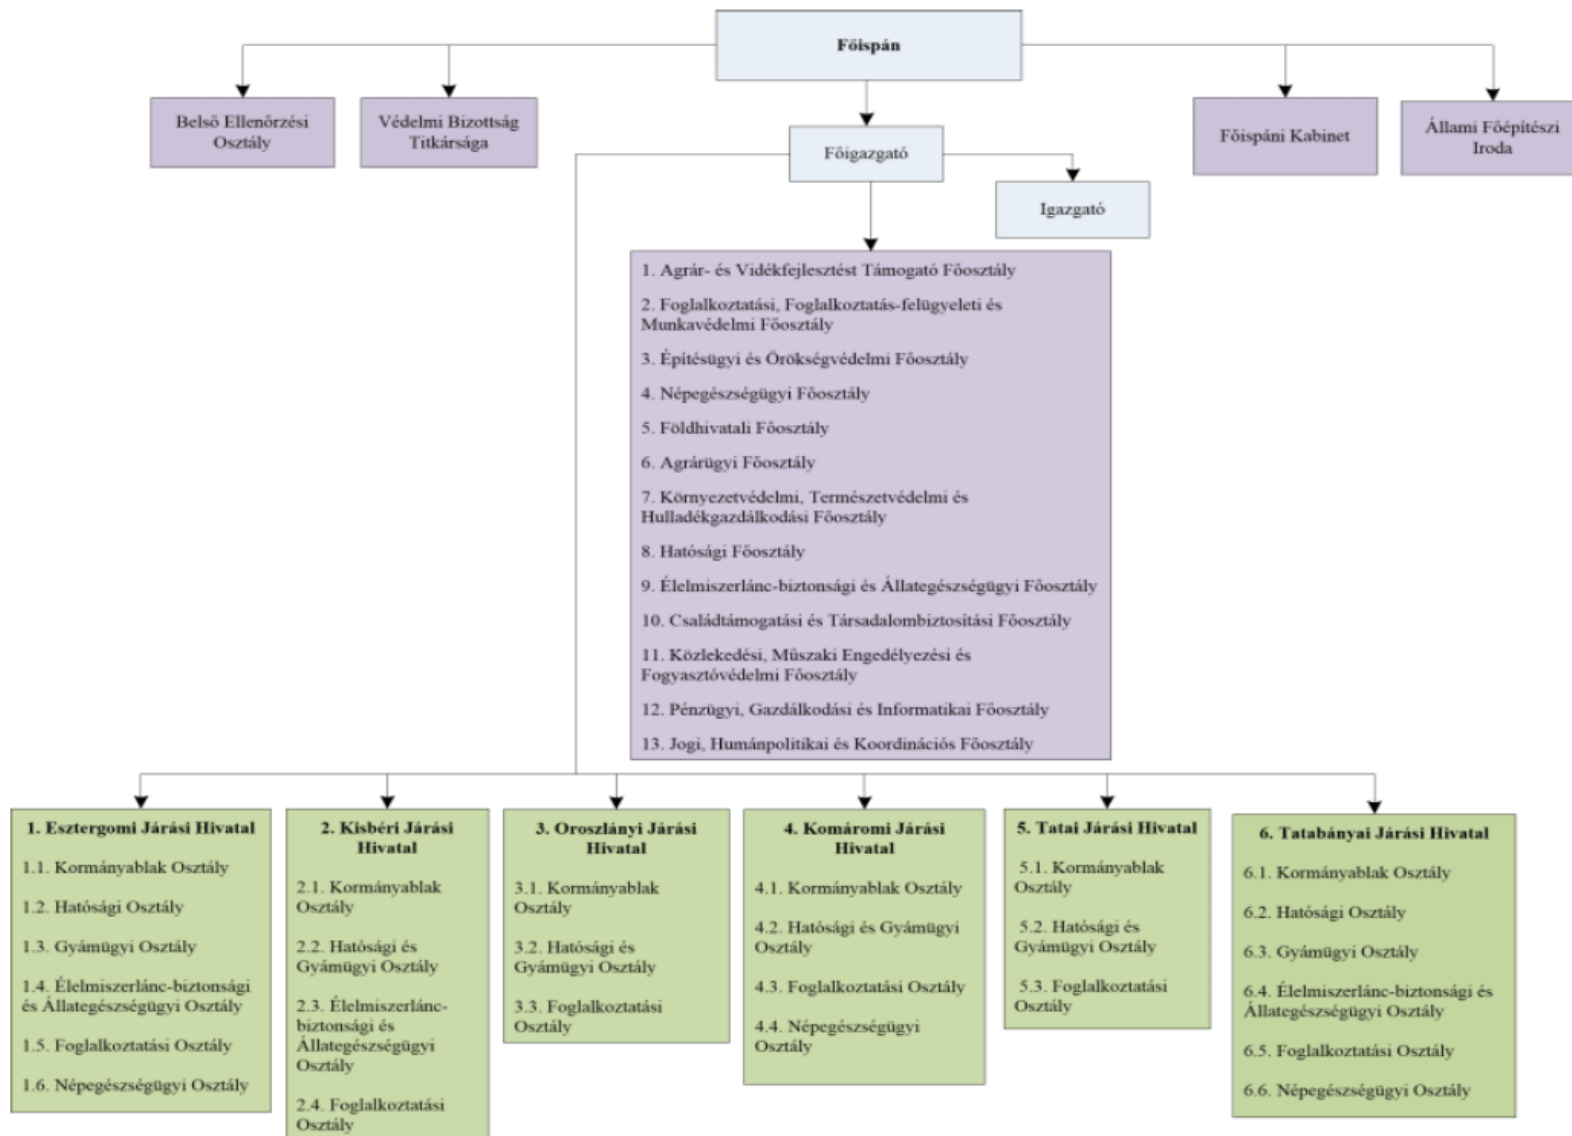 Főispán
Belső Ellenőrzési
Osztály
Védelmi Bizottság
Titkársága
Főispáni Kabinet
Állami Főépítészi
Iroda
Főigazgató
Igazgató
1. Agrár- és Vidékfejlesztést Támogató Főosztály
2. Foglalkoztatási, Foglalkoztatás-felügyeleti és
Munkavédelmi Főosztály
3. Építésügyi és Örökségvédelmi Főosztály
4. Népegészségügyi Főosztály
5. Földhivatali Főosztály
6. Agrárügyi Főosztály
7. Környezetvédelmi, Természetvédelmi és
Hulladékgazdálkodási Főosztály
8. Hatósági Főosztály
9. Élelmiszerlánc-biztonsági és Állategészségügyi Főosztály
10. Családtámogatási és Társadalombiztosítási Főosztály
11. Közlekedési, Műszaki Engedélyezési és
Fogyasztóvédelmi Főosztály
12. Pénzügyi, Gazdálkodási és Informatikai Főosztály
13. Jogi, Humánpolitikai és Koordinációs Főosztály
1. Esztergomi Járási Hivatal
1.1. Kormányablak Osztály
1.2. Hatósági Osztály
1.3. Gyámügyi Osztály
1.4. Élelmiszerlánc-biztonsági
és Állategészségügyi Osztály
1.5. Foglalkoztatási Osztály
1.6. Népegészségügyi Osztály
2. Kisbéri Járási
Hivatal
2.1. Kormányablak
Osztály
2.2. Hatósági és
Gyámügyi Osztály
2.3. Élelmiszerlánc-
biztonsági és
Állategészségügyi
Osztály
2.4. Foglalkoztatási
Osztály
3. Oroszlányi Járási
Hivatal
3.1. Kormányablak
Osztály
3.2. Hatósági és
Gyámügyi Osztály
3.3. Foglalkoztatási
Osztály
4. Komáromi Járási
Hivatal
4.1. Kormányablak Osztály
4.2. Hatósági és Gyámügyi
Osztály
4.3. Foglalkoztatási Osztály
4.4. Népegészségügyi
Osztály
5. Tatai Járási Hivatal
5.1. Kormányablak
Osztály
5.2. Hatósági és
Gyámügyi Osztály
5.3. Foglalkoztatási
Osztály
6. Tatabányai Járási Hivatal
6.1. Kormányablak Osztály
6.2. Hatósági Osztály
6.3. Gyámügyi Osztály
6.4. Élelmiszerlánc-biztonsági és
Állategészségügyi Osztály
6.5. Foglalkoztatási Osztály
6.6. Népegészségügyi Osztály